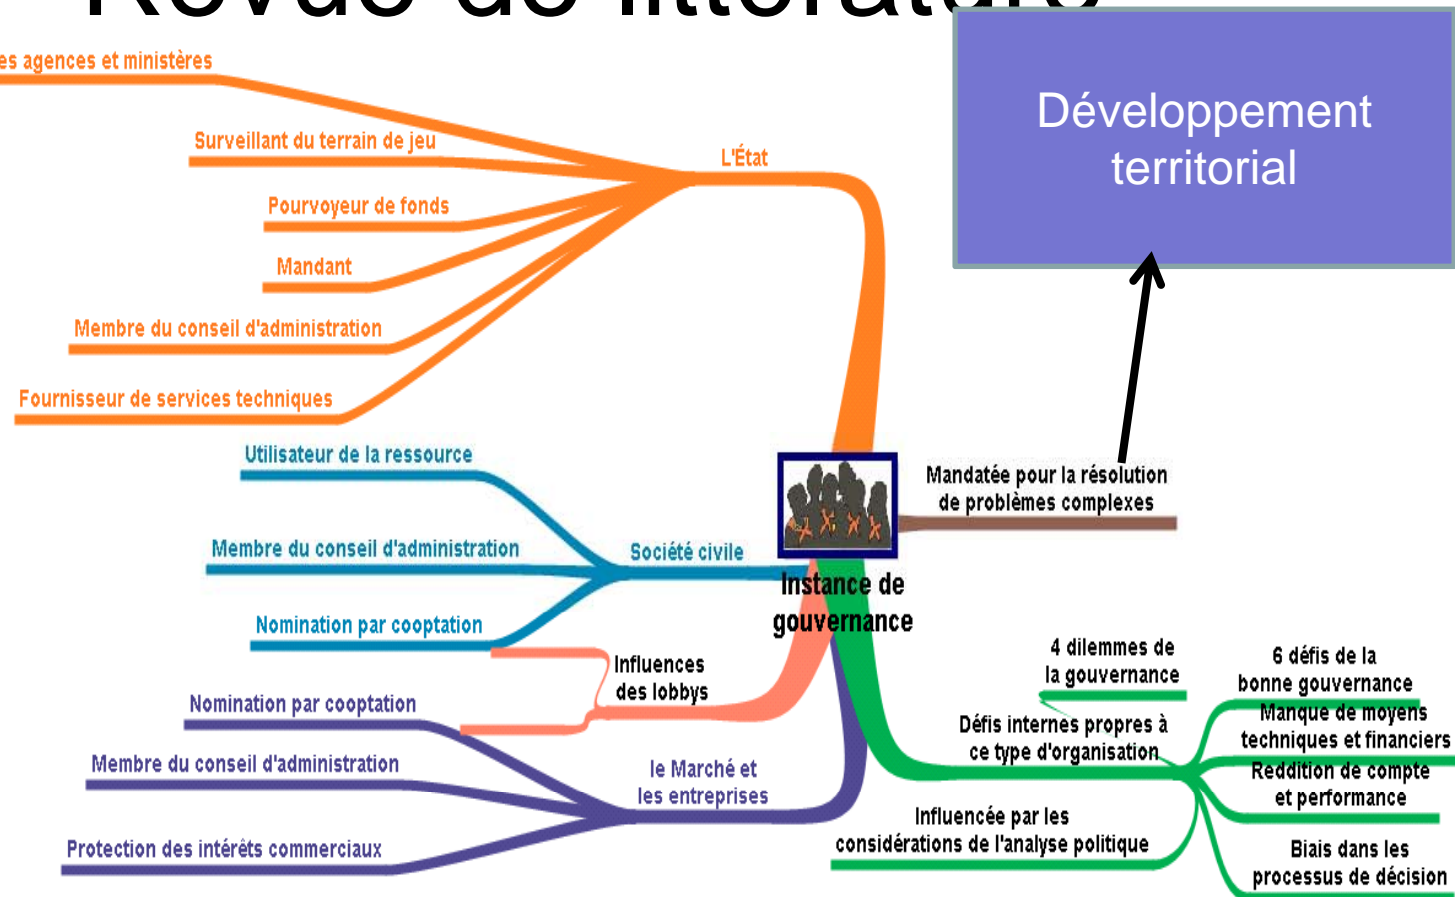 Revue de littérature
es agences et ministères
Surveillant du terrain de jeu
Pourvoyeur de fonds
Mandant
Membre du conseil d'administration
Fournisseur de services techniques
L'État
Développement
territorial
Utilisateur de la ressource
Membre du conseil d'administration
Nomination par cooptation
Société civile
Instance de
gouvernance
Mandatée pour la résolution
de problèmes complexes
Influences
des lobbys
Nomination par cooptation
Membre du conseil d'administration
Protection des intérêts commerciaux
le Marché et
les entreprises
4 dilemmes de
la gouvernance
Défis internes propres à
ce type d'organisation
Influencée par les
considérations de l'analyse politique
6 défis de la
bonne gouvernance
Manque de moyens
techniques et financiers
Reddition de compte
et performance
Biais dans les
processus de décision